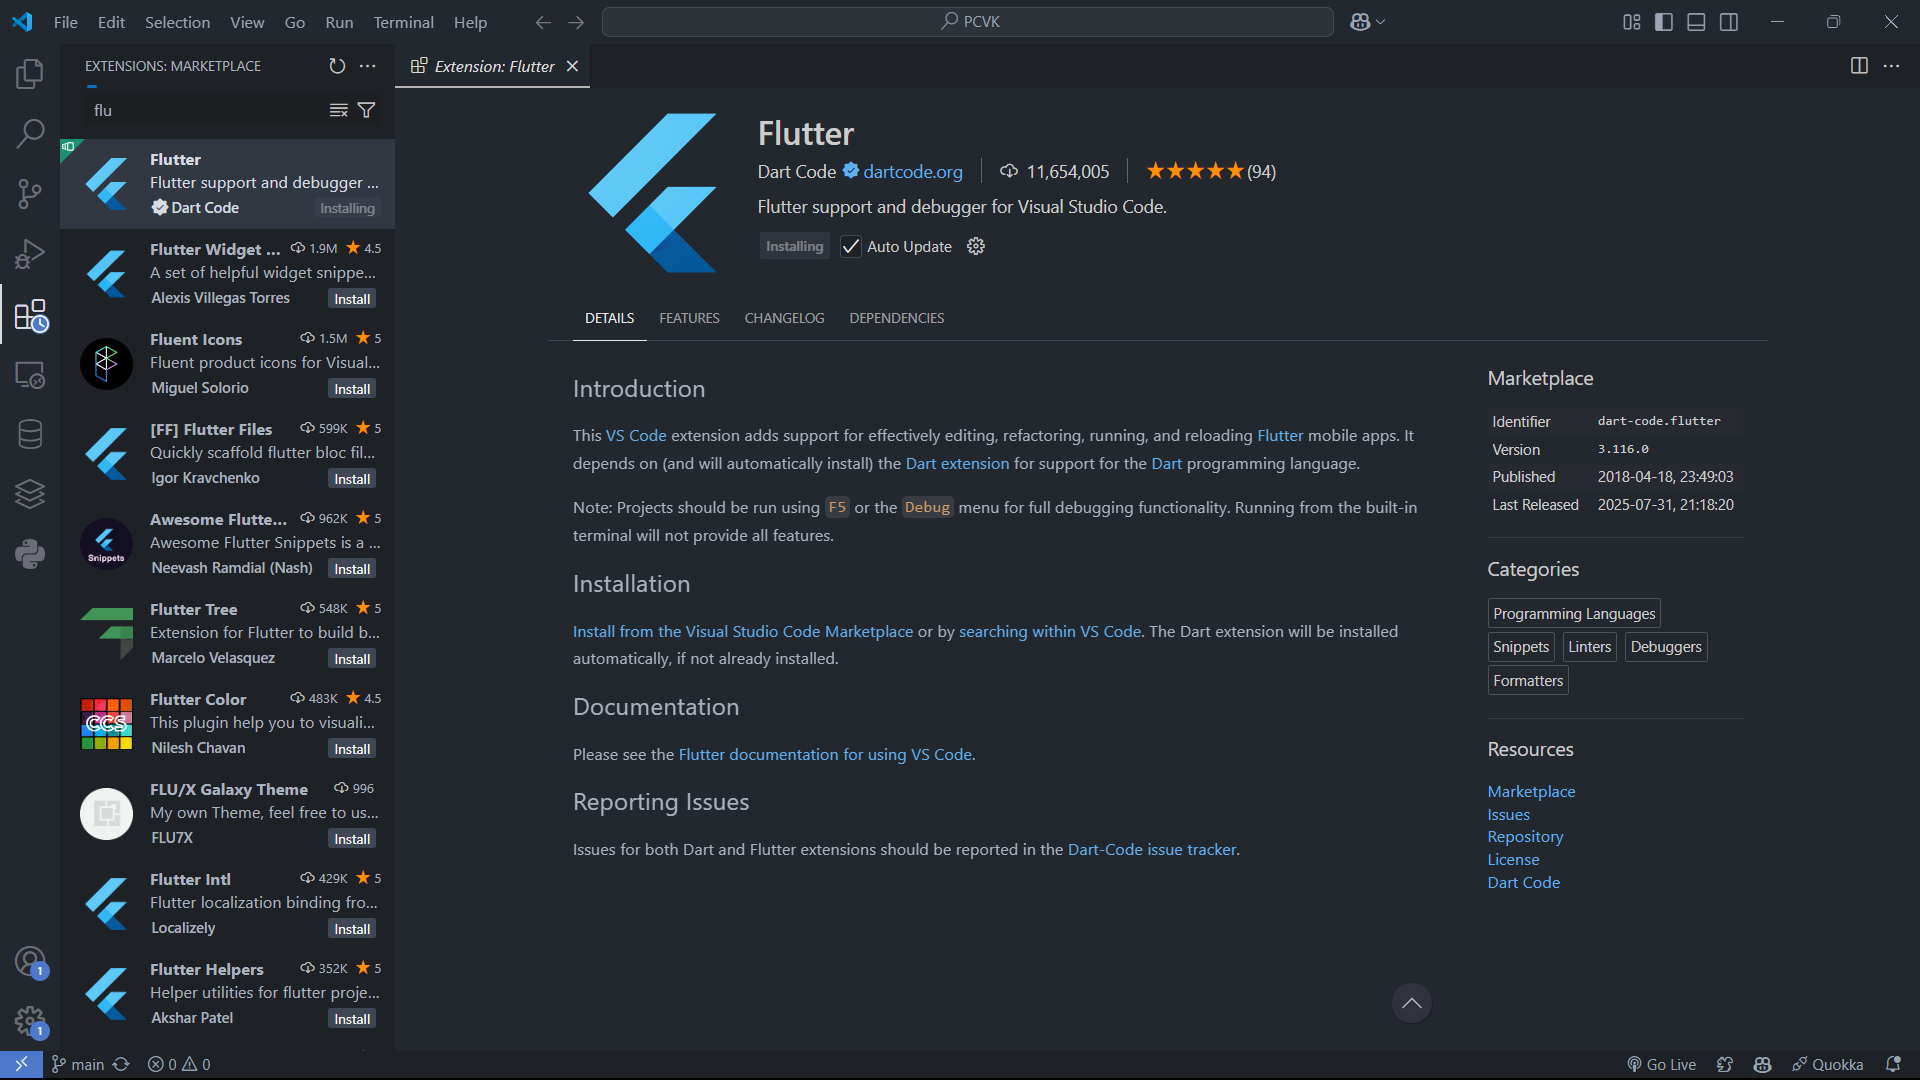 File Edit Selection View Go Run Terminal Help
PCVK
EXTENSIONS: MARKETPLACE
flu
Flutter
Flutter support and debugger ...
Dart Code Installing
Flutter Widget ... 1.9M 4.5
A set of helpful widget snippe...
Alexis Villegas Torres Install
Fluent Icons 1.5M 5
Fluent product icons for Visual...
Miguel Solorio Install
[FF] Flutter Files 599K 5
Quickly scaffold flutter bloc fil...
Igor Kravchenko Install
Snippets
Awesome Flutte... 962K 5
Awesome Flutter Snippets is a ...
Neevash Ramdial (Nash) Install
Flutter Tree 548K 5
Extension for Flutter to build b...
Marcelo Velasquez Install
CCS
Flutter Color 483K 4.5
This plugin help you to visuali...
Nilesh Chavan Install
FLU/X Galaxy Theme 996
My own Theme, feel free to us...
FLU7X Install
Flutter Intl 429K 5
Flutter localization binding fro...
Localizely Install
Flutter Helpers 352K 5
Helper utilities for flutter proje...
Akshar Patel Install
1
1
Extension: Flutter
Flutter
Dart Code dartcode.org 11,654,005 (94)
Flutter support and debugger for Visual Studio Code.
Installing Auto Update
DETAILS FEATURES CHANGELOG DEPENDENCIES
Introduction
This VS Code extension adds support for effectively editing, refactoring, running, and reloading Flutter mobile apps. It
depends on (and will automatically install) the Dart extension for support for the Dart programming language.
Note: Projects should be run using F5 or the Debug menu for full debugging functionality. Running from the built-in
terminal will not provide all features.
Installation
Install from the Visual Studio Code Marketplace or by searching within VS Code. The Dart extension will be installed
automatically, if not already installed.
Documentation
Please see the Flutter documentation for using VS Code.
Reporting Issues
Issues for both Dart and Flutter extensions should be reported in the Dart-Code issue tracker.
Marketplace
Identifier dart-code.flutter
Version 3.116.0
Published 2018-04-18, 23:49:03
Last Released 2025-07-31, 21:18:20
Categories
Programming Languages
Snippets Linters Debuggers
Formatters
Resources
Marketplace
Issues
Repository
License
Dart Code
main 0 0
Go Live Quokka